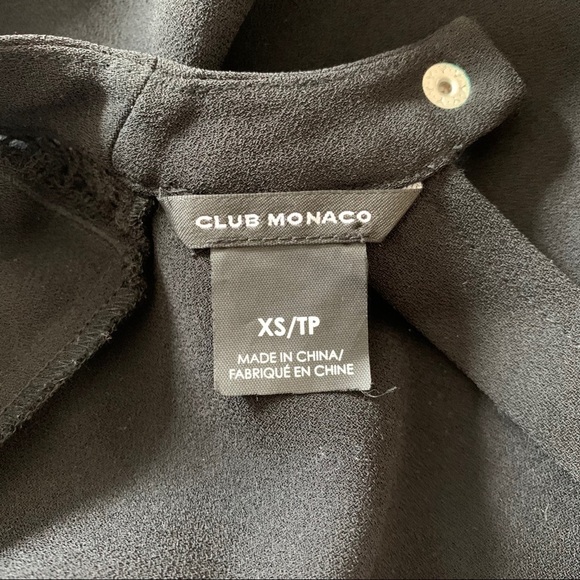 CLUB MONACO
XS/TP
MADE IN CHINA/
FABRIQUÉ EN CHINE